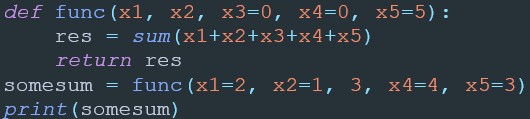 def func(x1, x2, x3=0, x4=0, x5=5):
    res = sum(x1+x2+x3+x4+x5)
    return res
somesum = func(x1=2, x2=1, 3, x4=4, x5=3)
print(somesum)